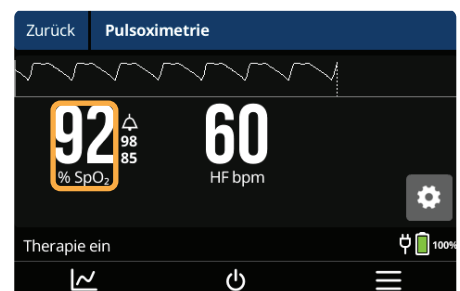 Zurück Pulsoximetrie
92 98 60
85
% SpO₂ HF bpm
Therapie ein 100%